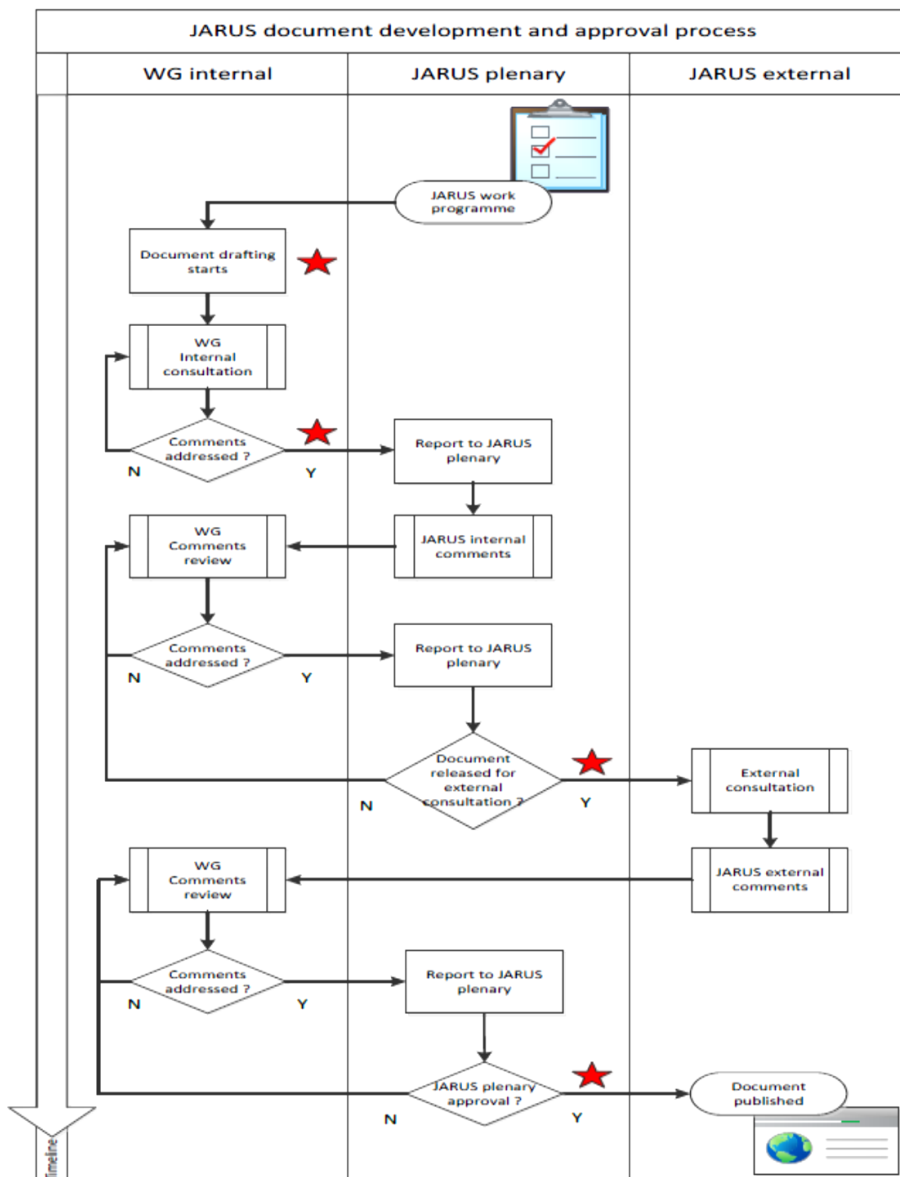 JARUS document development and approval process
WG internal
JARUS plenary
JARUS external
JARUS work
programme
Document drafting
starts
WG
Internal
consultation
Comments
addressed ?
N
Y
Report to JARUS
plenary
WG
Comments
review
JARUS internal
comments
Comments
addressed ?
N
Y
Report to JARUS
plenary
Document
released for
external
consultation ?
N
Y
External
consultation
WG
Comments
review
JARUS external
comments
Comments
addressed ?
N
Y
Report to JARUS
plenary
JARUS plenary
approval ?
N
Y
Document
published
Timeline